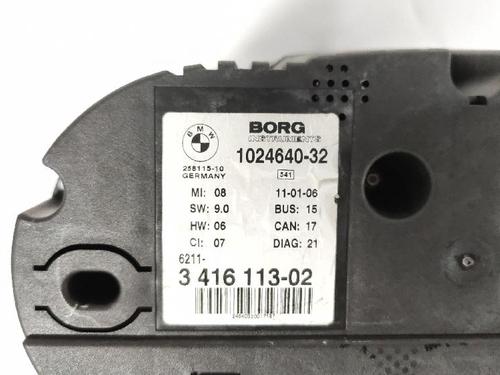 BMW
BORG
INSTRUMENTS
1024640-32
258115-10
GERMANY
541
MI: 08
11-01-06
SW: 9.0
BUS: 15
HW: 06
CAN: 17
CI: 07
DIAG: 21
6211-
3 416 113-02